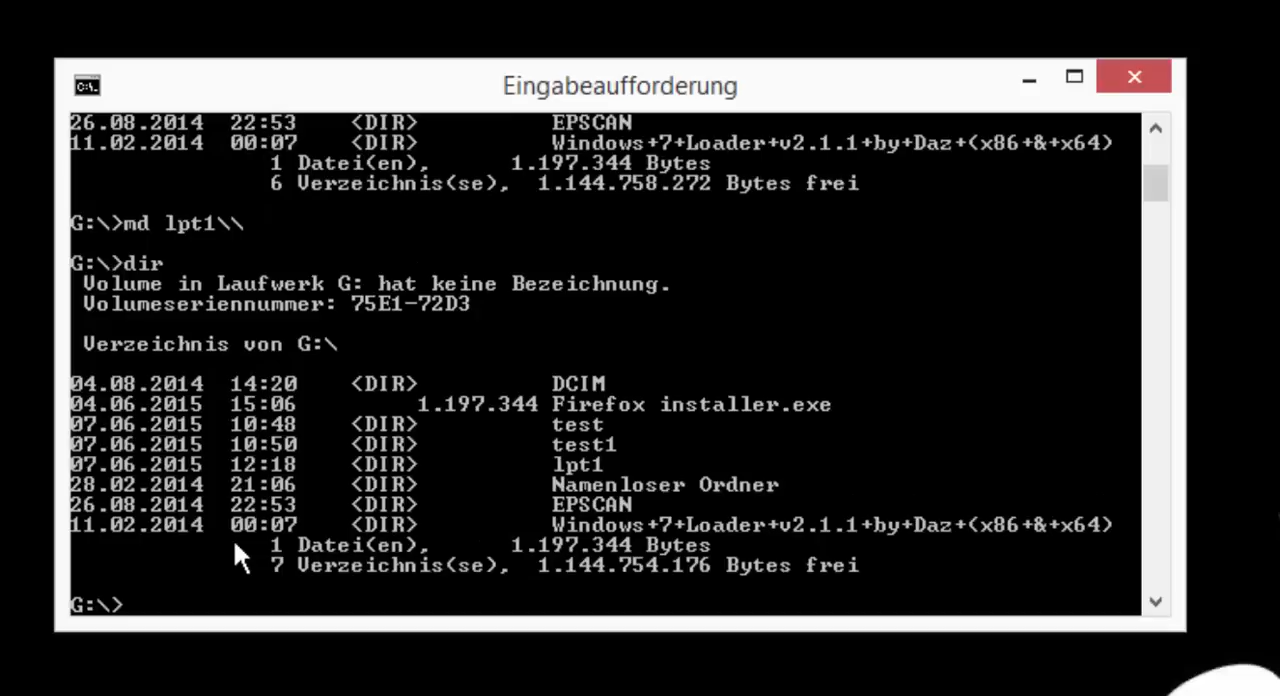 Eingabeaufforderung
26.08.2014  22:53    <DIR>          EPSCAN
11.02.2014  00:07    <DIR>          Windows+7+Loader+v2.1.1+by+Daz+(x86+&+x64)
               1 Datei(en),      1.197.344 Bytes
               6 Verzeichnis(se),  1.144.758.272 Bytes frei
G:\>md lpt1\\
G:\>dir
 Volume in Laufwerk G: hat keine Bezeichnung.
 Volumeseriennummer: 75E1-72D3
 Verzeichnis von G:\
04.08.2014  14:20    <DIR>          DCIM
04.06.2015  15:06         1.197.344 Firefox installer.exe
07.06.2015  10:48    <DIR>          test
07.06.2015  10:50    <DIR>          test1
07.06.2015  12:18    <DIR>          lpt1
28.02.2014  21:06    <DIR>          Namenloser Ordner
26.08.2014  22:53    <DIR>          EPSCAN
11.02.2014  00:07    <DIR>          Windows+7+Loader+v2.1.1+by+Daz+(x86+&+x64)
               1 Datei(en),      1.197.344 Bytes
               7 Verzeichnis(se),  1.144.754.176 Bytes frei
G:\>